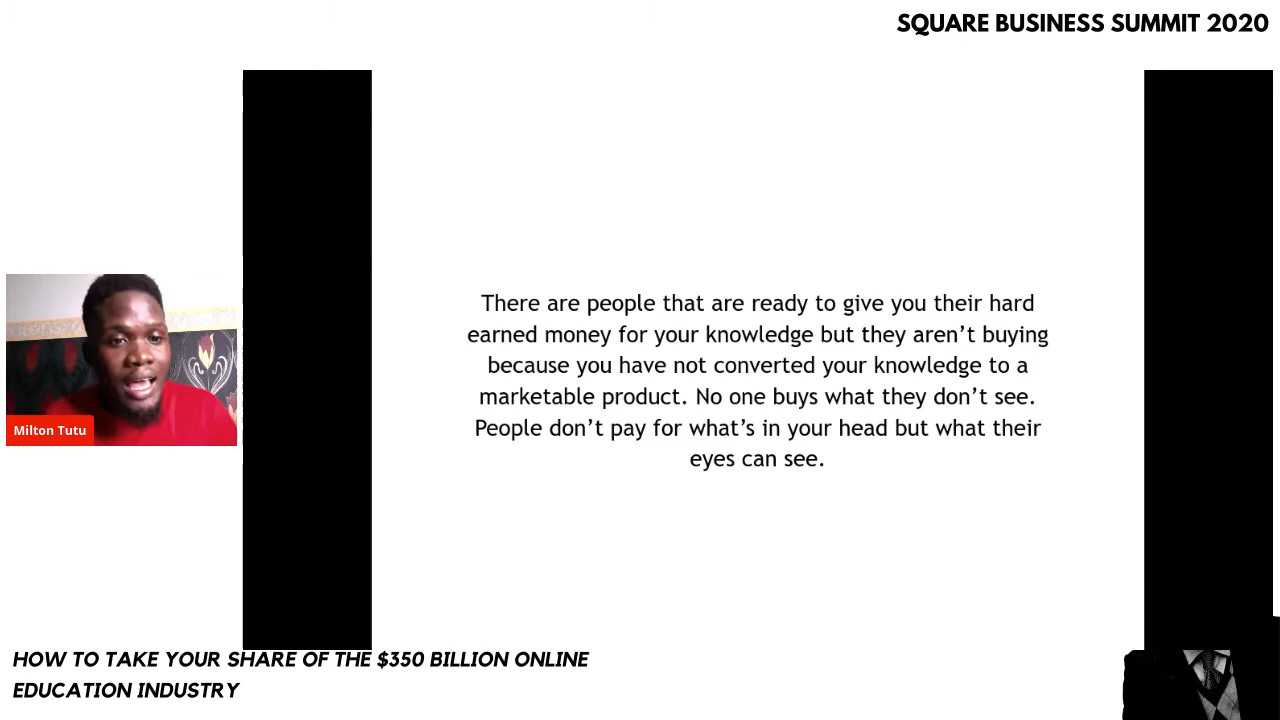 SQUARE BUSINESS SUMMIT 2020
There are people that are ready to give you their hard
earned money for your knowledge but they aren’t buying
because you have not converted your knowledge to a
marketable product. No one buys what they don’t see.
People don’t pay for what’s in your head but what their
eyes can see.
Milton Tutu
HOW TO TAKE YOUR SHARE OF THE $350 BILLION ONLINE
EDUCATION INDUSTRY